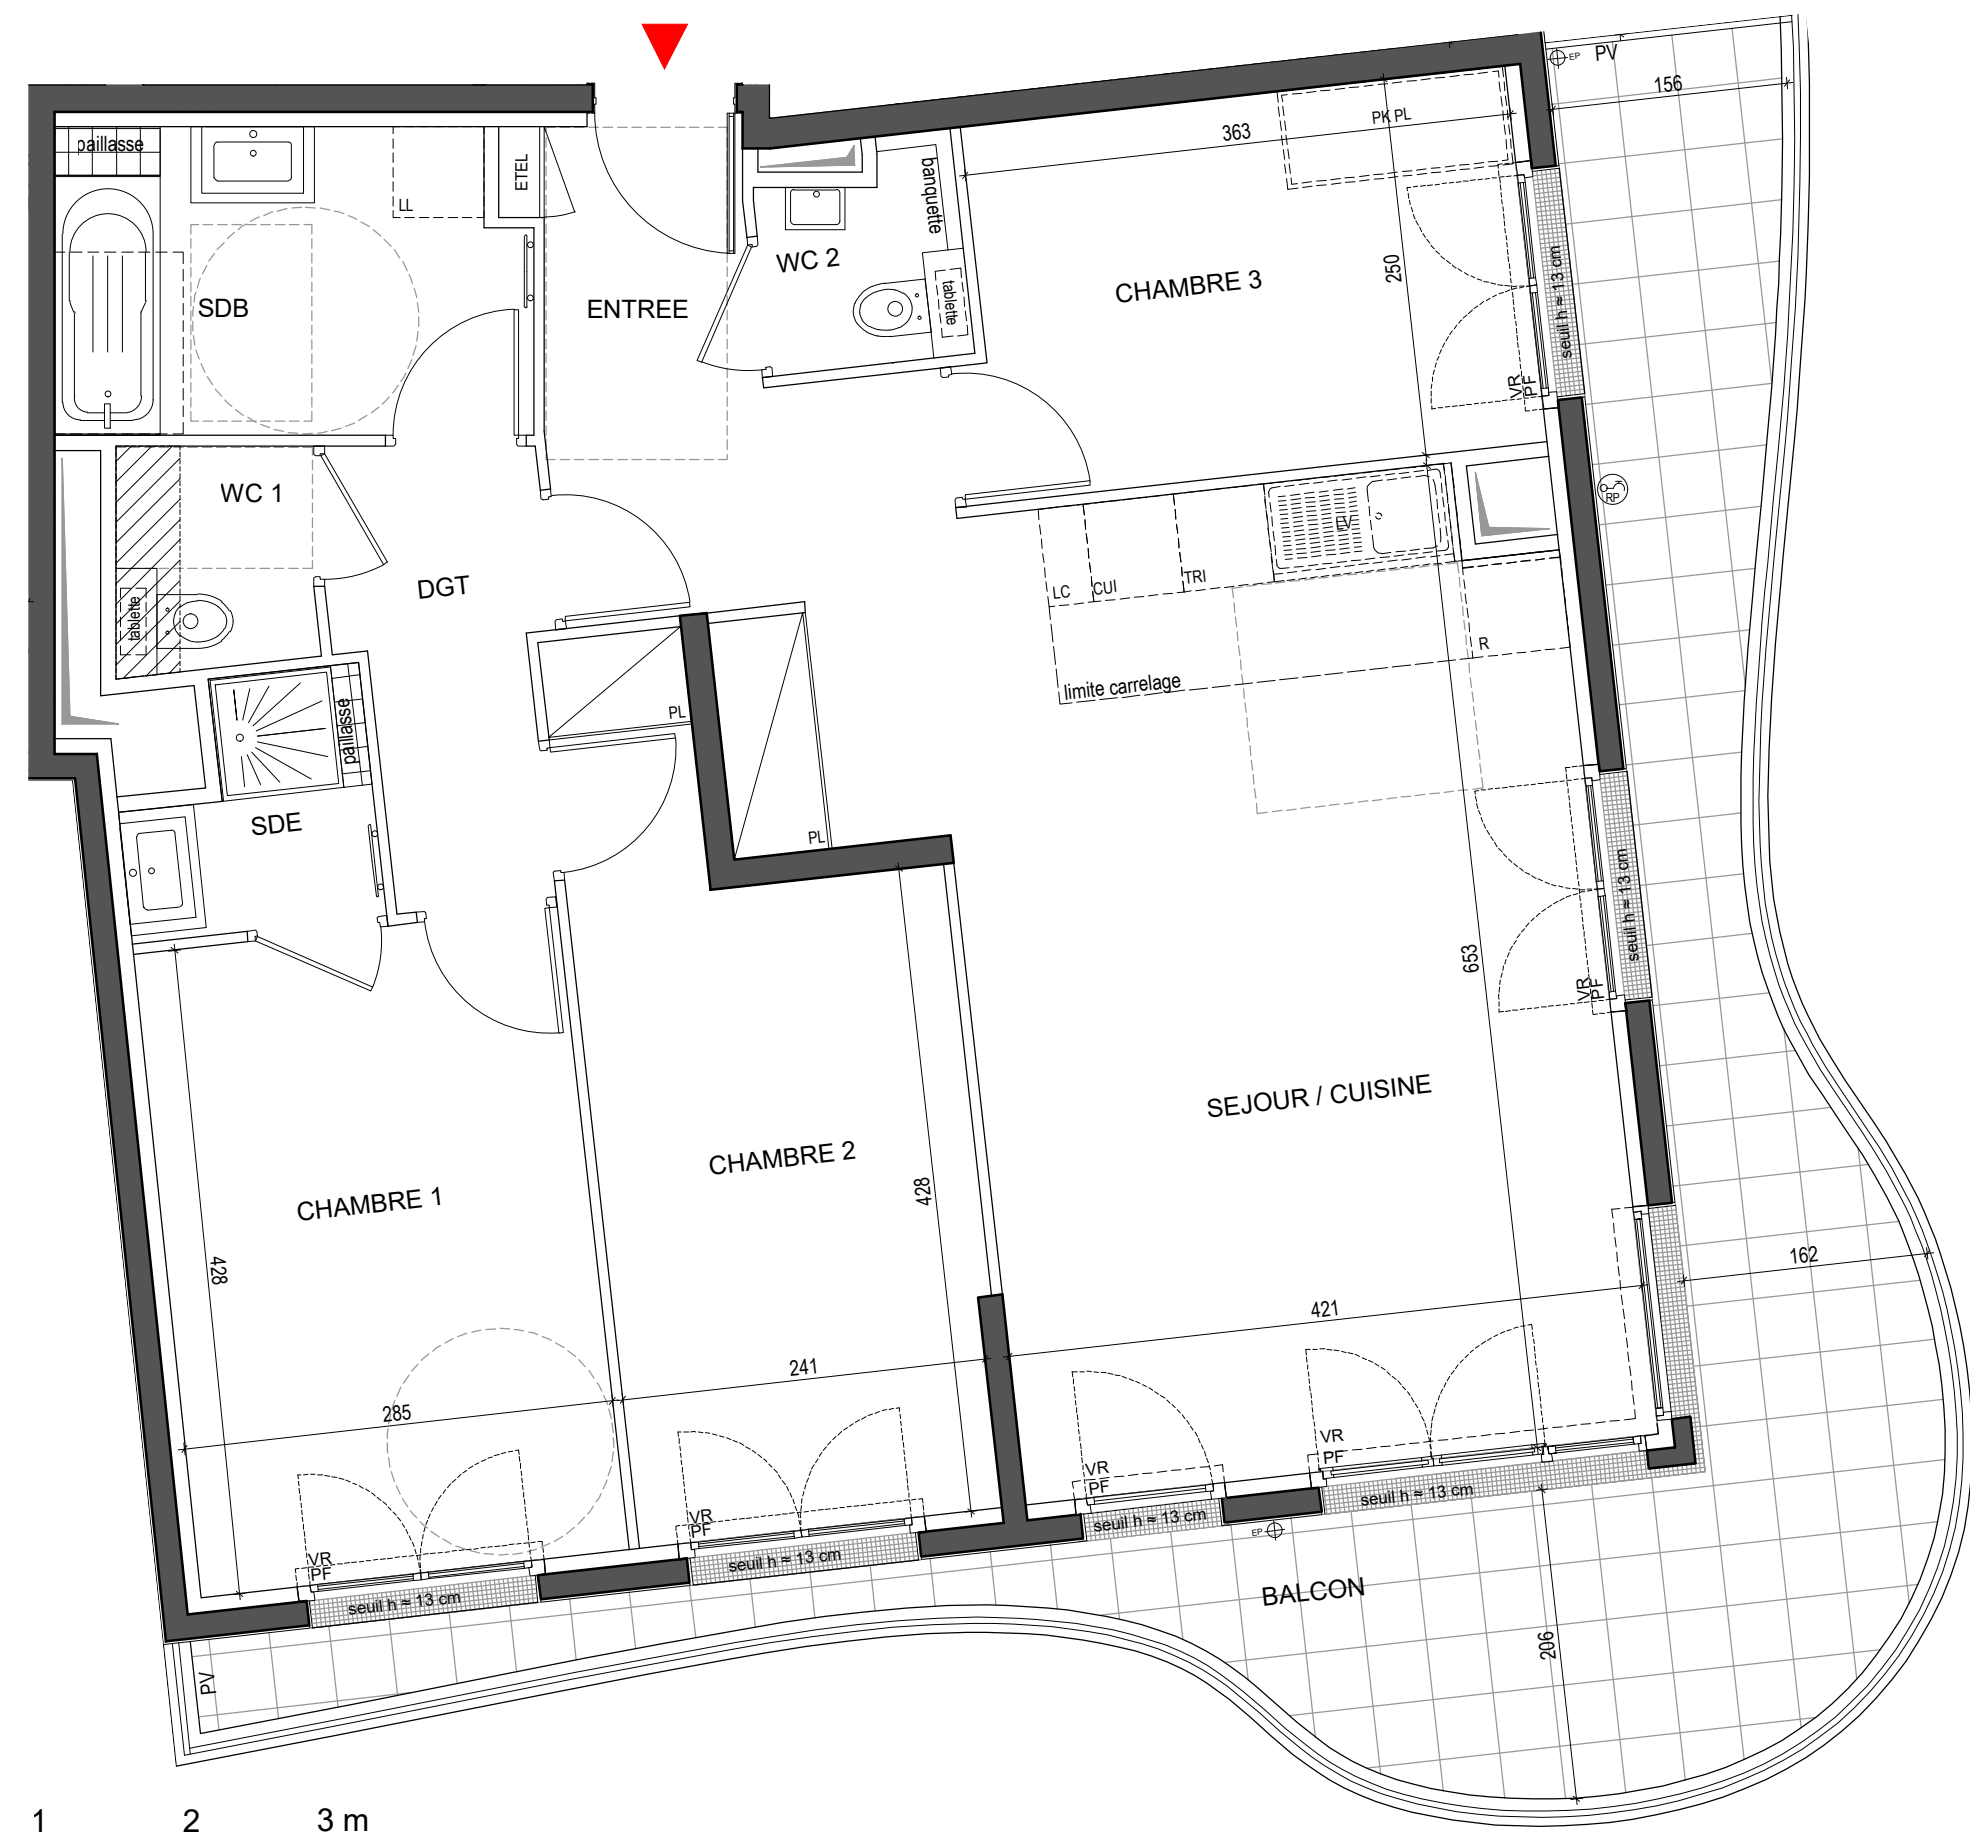 EP
PV
156
paillasse
ETEL
LL
363
PK PL
banquette
WC 2
250
CHAMBRE 3
tablette
seuil h ≈ 13 cm
SDB
ENTREE
VR
PF
WC 1
RP
LV
DGT
LC
CUI
TRI
tablette
R
limite carrelage
PL
paillasse
SDE
PL
seuil h ≈ 13 cm
653
VR
PF
SEJOUR / CUISINE
CHAMBRE 2
CHAMBRE 1
428
428
162
421
241
285
VR
PF
VR
PF
VR
PF
VR
PF
seuil h ≈ 13 cm
seuil h ≈ 13 cm
seuil h ≈ 13 cm
seuil h ≈ 13 cm
EP
BALCON
206
PV
1 2 3 m